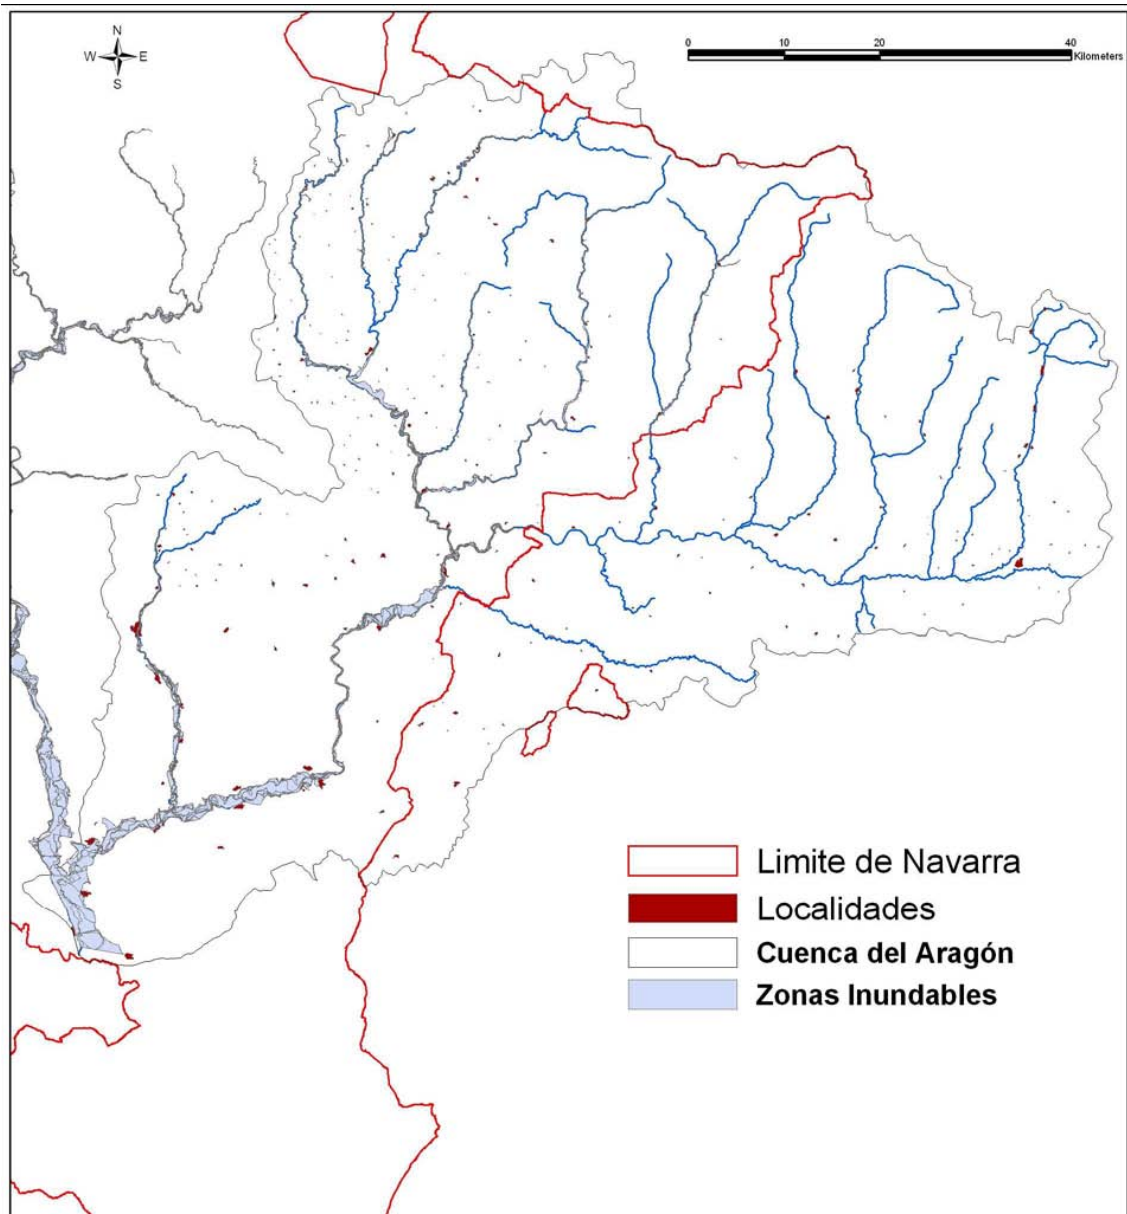 N
W E
S
0 10 20 40
Kilometers
Limite de Navarra
Localidades
Cuenca del Aragón
Zonas Inundables